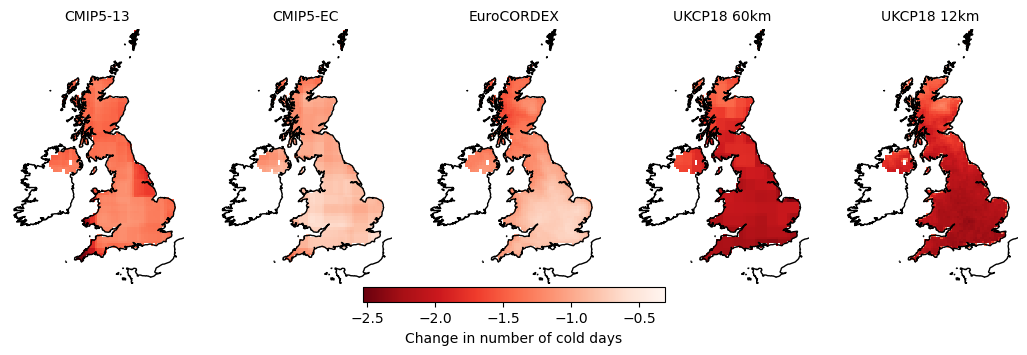 CMIP5-13 CMIP5-EC EuroCORDEX UKCP18 60km UKCP18 12km
−2.5 −2.0 −1.5 −1.0 −0.5
Change in number of cold days